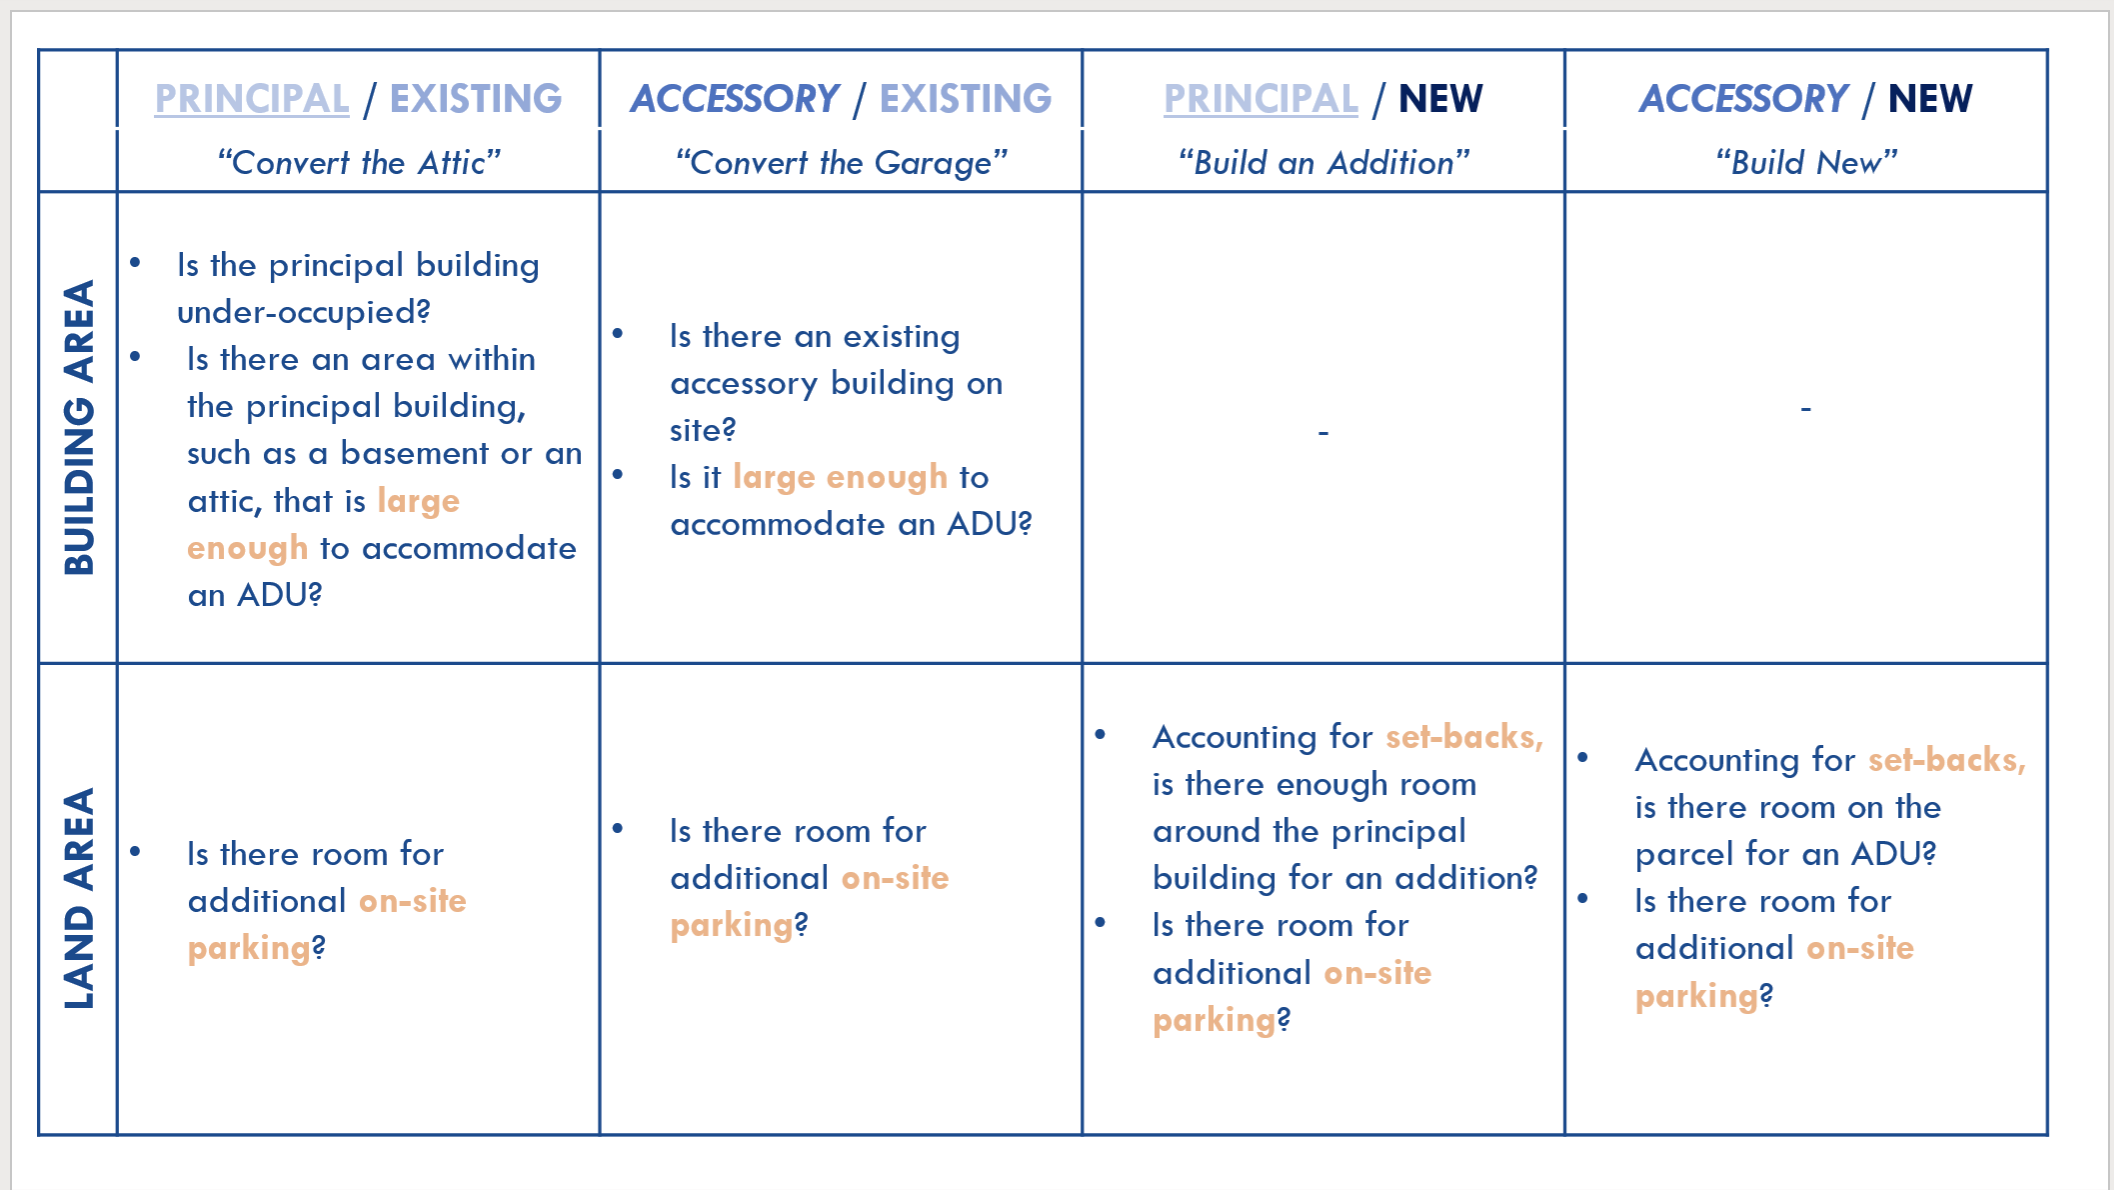 PRINCIPAL / EXISTING
"Convert the Attic"
ACCESSORY / EXISTING
"Convert the Garage"
PRINCIPAL / NEW
"Build an Addition"
ACCESSORY / NEW
"Build New"
BUILDING AREA
• Is the principal building
under-occupied?
• Is there an area within
the principal building,
such as a basement or an
attic, that is large
enough to accommodate
an ADU?
• Is there an existing
accessory building on
site?
• Is it large enough to
accommodate an ADU?
-
-
LAND AREA
• Is there room for
additional on-site
parking?
• Is there room for
additional on-site
parking?
• Accounting for set-backs,
is there enough room
around the principal
building for an addition?
• Is there room for
additional on-site
parking?
• Accounting for set-backs,
is there room on the
parcel for an ADU?
• Is there room for
additional on-site
parking?